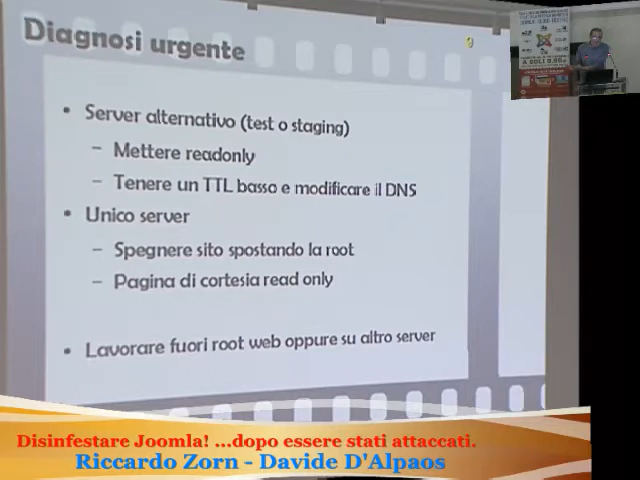 Diagnosi urgente
9
• Server alternativo (test o staging)
– Mettere readonly
– Tenere un TTL basso e modificare il DNS
• Unico server
– Spegnere sito spostando la root
– Pagina di cortesia read only
• Lavorare fuori root web oppure su altro server
Disinfestare Joomla! ...dopo essere stati attaccati.
Riccardo Zorn - Davide D'Alpaos